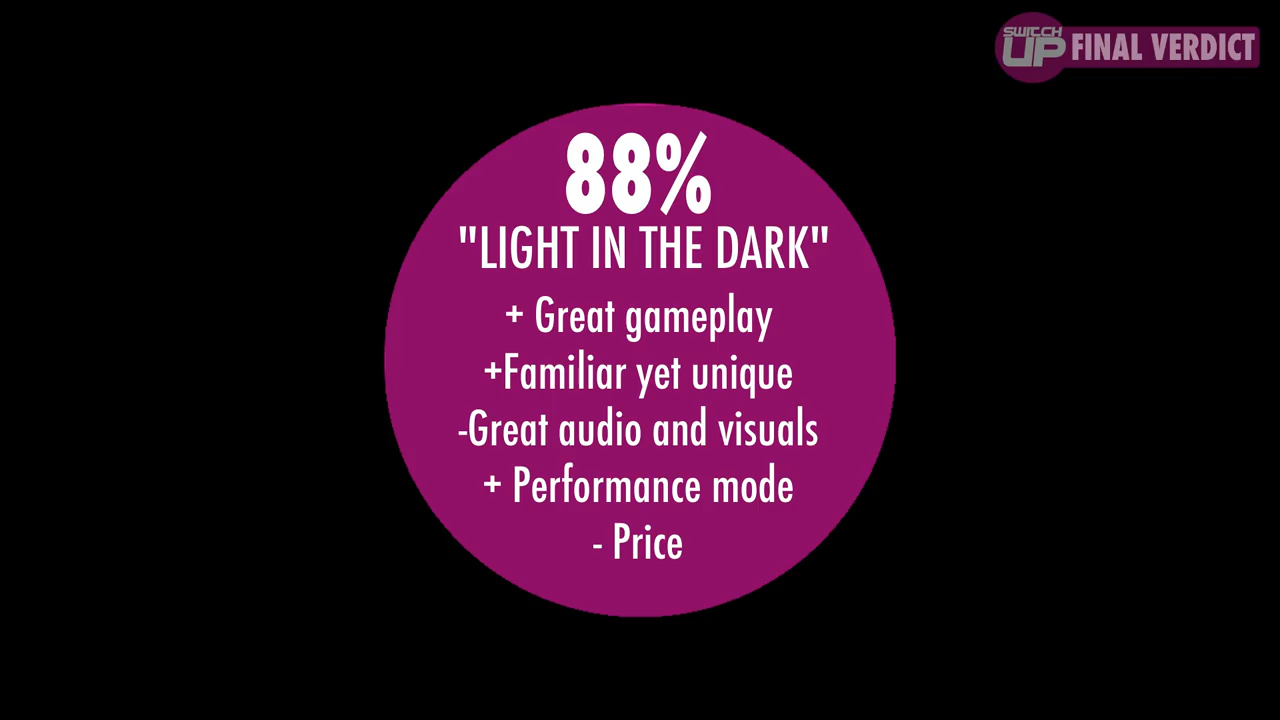 SWITCH
UP FINAL VERDICT
88%
"LIGHT IN THE DARK"
+ Great gameplay
+Familiar yet unique
-Great audio and visuals
+ Performance mode
- Price